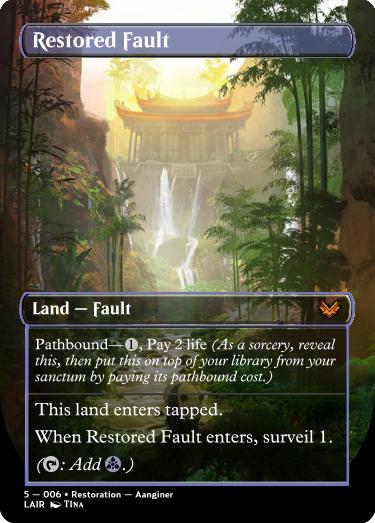 Restored Fault
Land — Fault
Pathbound—1, Pay 2 life (As a sorcery, reveal
this, then put this on top of your library from your
sanctum by paying its pathbound cost.)
This land enters tapped.
When Restored Fault enters, surveil 1.
(: Add .)
5 — 006 • Restoration — Aanginer
LAIR Tina